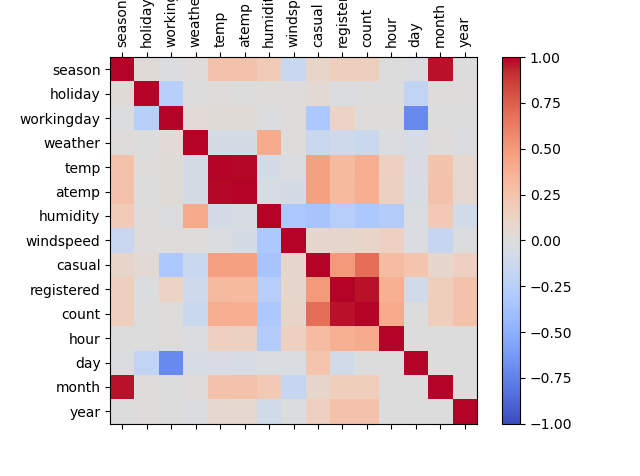 season
holiday
working
weathe
temp
atemp
humidit
windsp
casual
register
count
hour
day
month
year
season
holiday
workingday
weather
temp
atemp
humidity
windspeed
casual
registered
count
hour
day
month
year
1.00
0.75
0.50
0.25
0.00
−0.25
−0.50
−0.75
−1.00